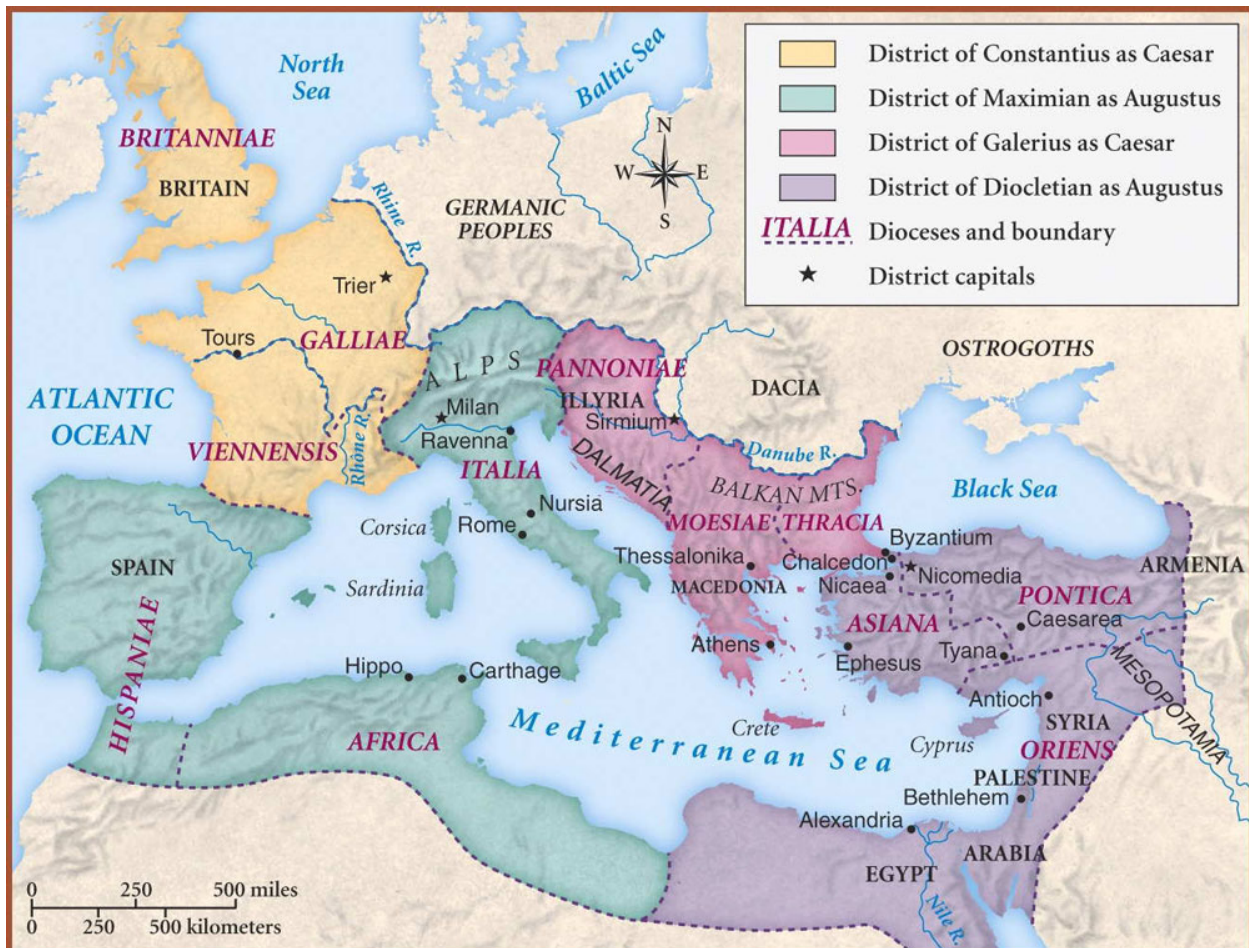 North
Sea
Baltic Sea
District of Constantius as Caesar
District of Maximian as Augustus
District of Galerius as Caesar
District of Diocletian as Augustus
ITALIA Dioceses and boundary
District capitals
N
W E
S
BRITANNIAE
BRITAIN
Rhine R.
GERMANIC
PEOPLES
Trier
Tours
GALLIAE
ALPS
PANNONIAE
OSTROGOTHS
DACIA
ATLANTIC
OCEAN
Milan
ILLYRIA
Sirmium
Ravenna
VIENNENSIS
Rhône R.
ITALIA
DALMATIA
Danube R.
BALKAN MTS.
Black Sea
Corsica
Nursia
Rome
MOESIAE
THRACIA
Byzantium
Thessalonika
Chalcedon
Nicaea
Nicomedia
ARMENIA
SPAIN
Sardinia
MACEDONIA
PONTICA
ASIANA
Caesarea
HISPANIAE
Hippo
Carthage
Athens
Ephesus
Tyana
MESOPOTAMIA
Antioch
SYRIA
AFRICA
Mediterranean Sea
Crete
Cyprus
ORIENS
PALESTINE
Bethlehem
Alexandria
ARABIA
EGYPT
Nile R.
0 250 500 miles
0 250 500 kilometers